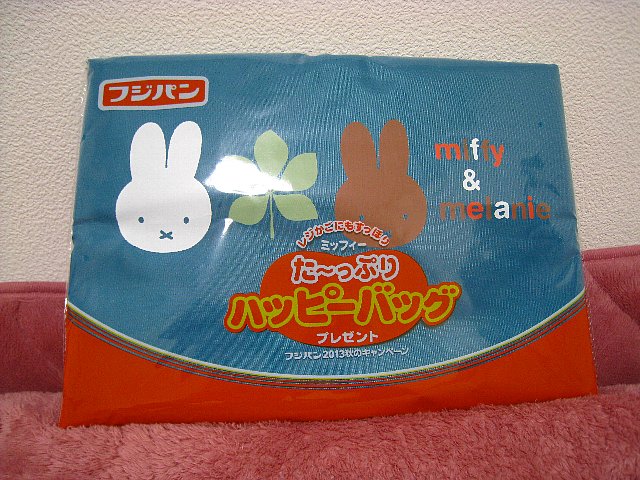 フジパン
miffy
&
melanie
レジかごにもすっぽり
ミッフィー
た〜っぷり
ハッピーバッグ
プレゼント
フジパン2013秋のキャンペーン